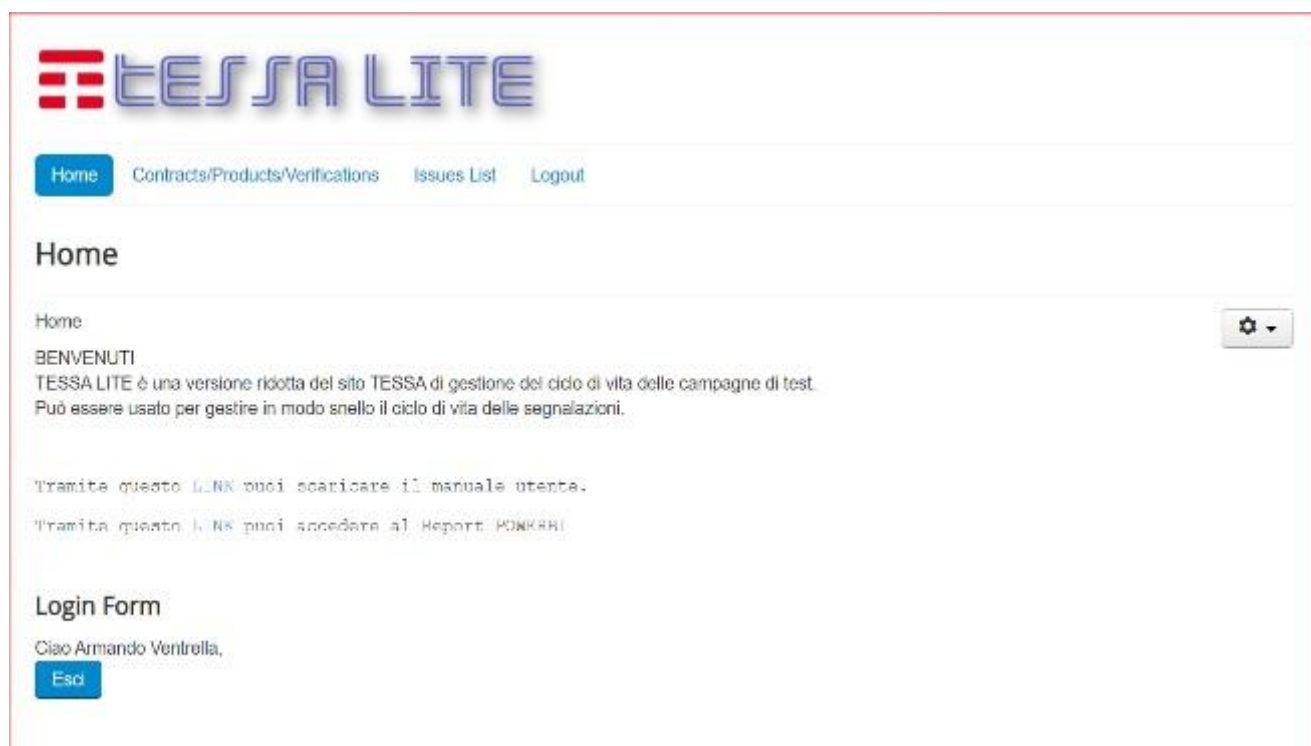 TESSA LITE
Home Contracts/Products/Verifications Issues List Logout
Home
Home
BENVENUTI
TESSA LITE è una versione ridotta del sito TESSA di gestione del ciclo di vita delle campagne di test.
Può essere usato per gestire in modo snello il ciclo di vita delle segnalazioni.
Tramite questo LINK puoi scaricare il manuale utente.
Tramite questo LINK puoi accedere al Report POWERBI
Login Form
Ciao Armando Ventrella,
Esci